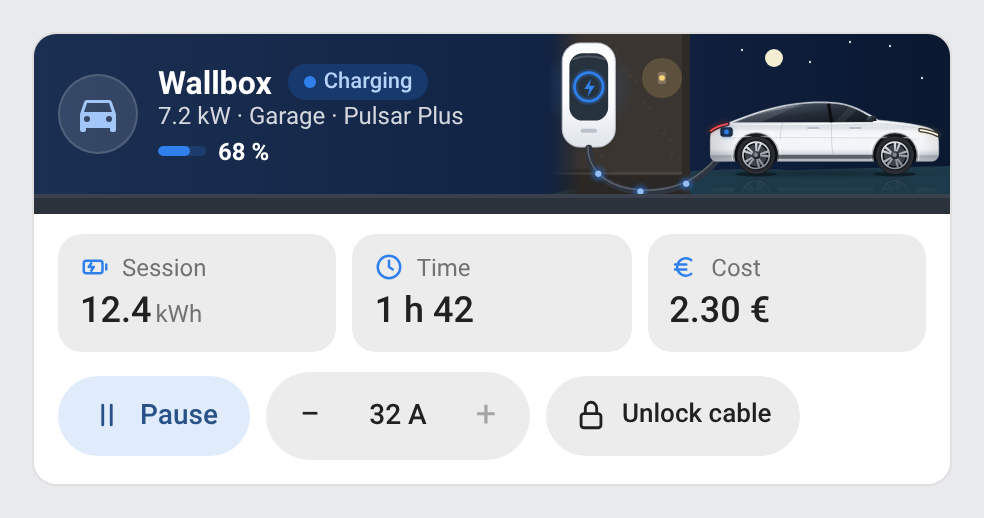 Wallbox
Charging
7.2 kW · Garage · Pulsar Plus
68 %
Session
12.4 kWh
Time
1 h 42
Cost
2.30 €
Pause
− 32 A +
Unlock cable